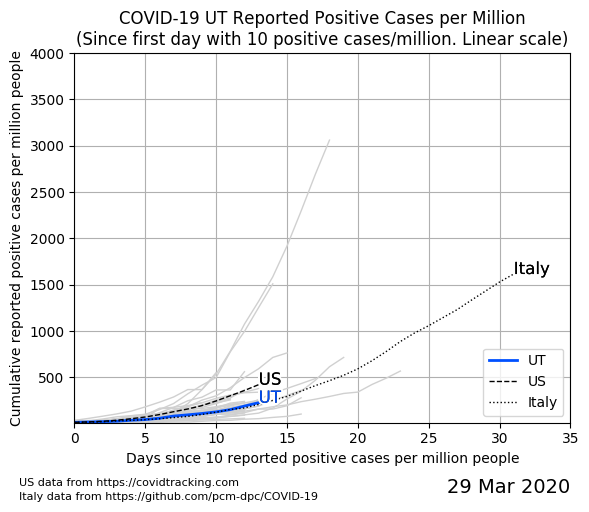 COVID-19 UT Reported Positive Cases per Million
(Since first day with 10 positive cases/million. Linear scale)
Cumulative reported positive cases per million people
4000
3500
3000
2500
2000
1500
1000
500
Italy
US
UT
UT
US
Italy
0 5 10 15 20 25 30 35
Days since 10 reported positive cases per million people
US data from https://covidtracking.com
Italy data from https://github.com/pcm-dpc/COVID-19
29 Mar 2020